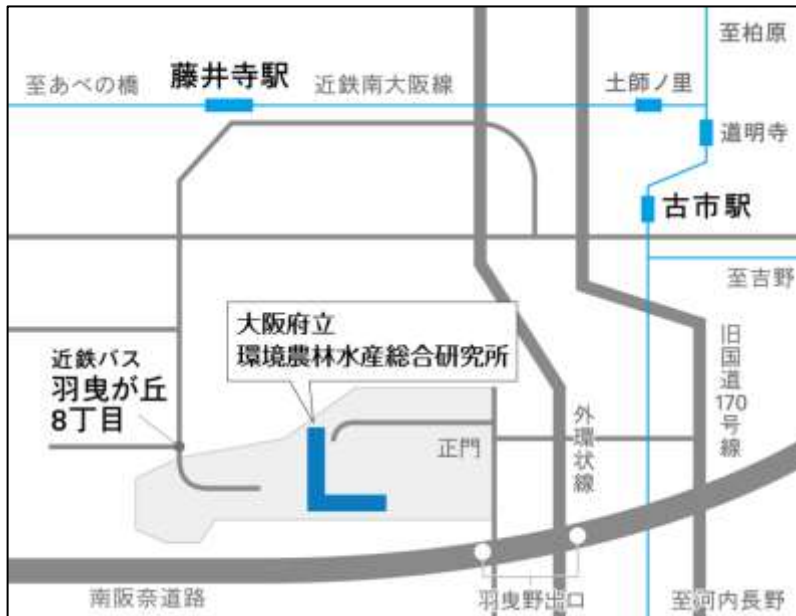 至柏原
至あべの橋
藤井寺駅
近鉄南大阪線
土師ノ里
道明寺
古市駅
至吉野
大阪府立
環境農林水産総合研究所
近鉄バス
羽曳が丘
8丁目
正門
外環状線
旧国道170号線
南阪奈道路
羽曳野出口
至河内長野